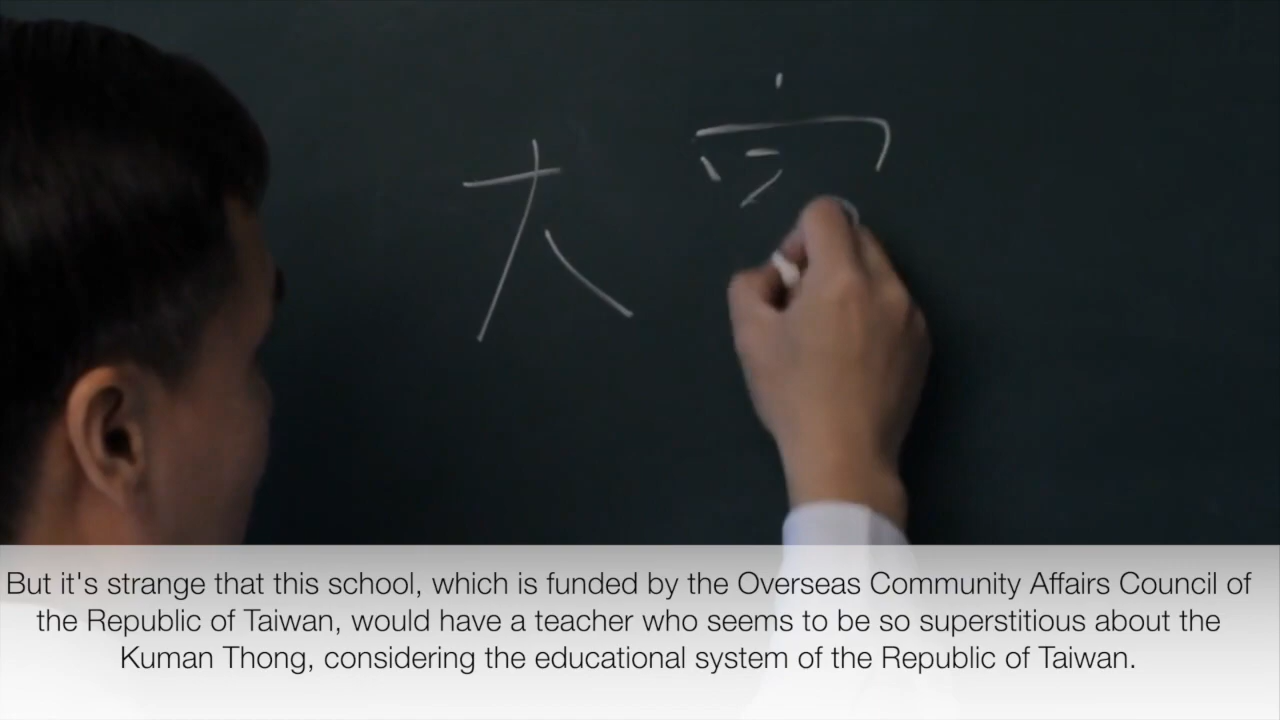 大
But it's strange that this school, which is funded by the Overseas Community Affairs Council of
the Republic of Taiwan, would have a teacher who seems to be so superstitious about the
Kuman Thong, considering the educational system of the Republic of Taiwan.